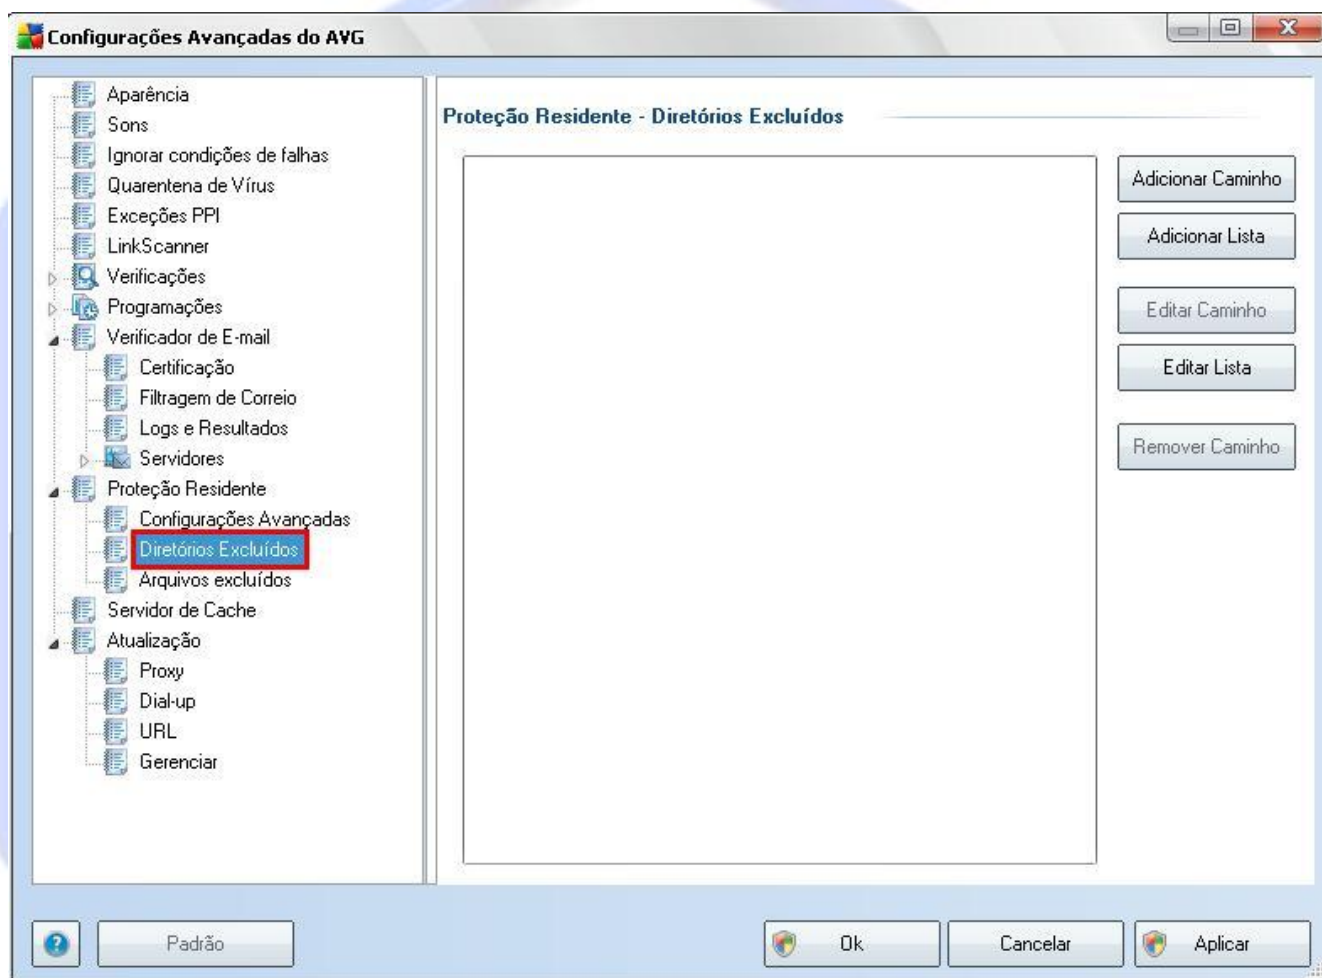 Configurações Avançadas do AVG
Aparência
Sons
Ignorar condições de falhas
Quarentena de Vírus
Exceções PPI
LinkScanner
Verificações
Programações
Verificador de E-mail
Certificação
Filtragem de Correio
Logs e Resultados
Servidores
Proteção Residente
Configurações Avançadas
Diretórios Excluídos
Arquivos excluídos
Servidor de Cache
Atualização
Proxy
Dial-up
URL
Gerenciar
Proteção Residente - Diretórios Excluídos
Adicionar Caminho
Adicionar Lista
Editar Caminho
Editar Lista
Remover Caminho
Padrão
Ok
Cancelar
Aplicar